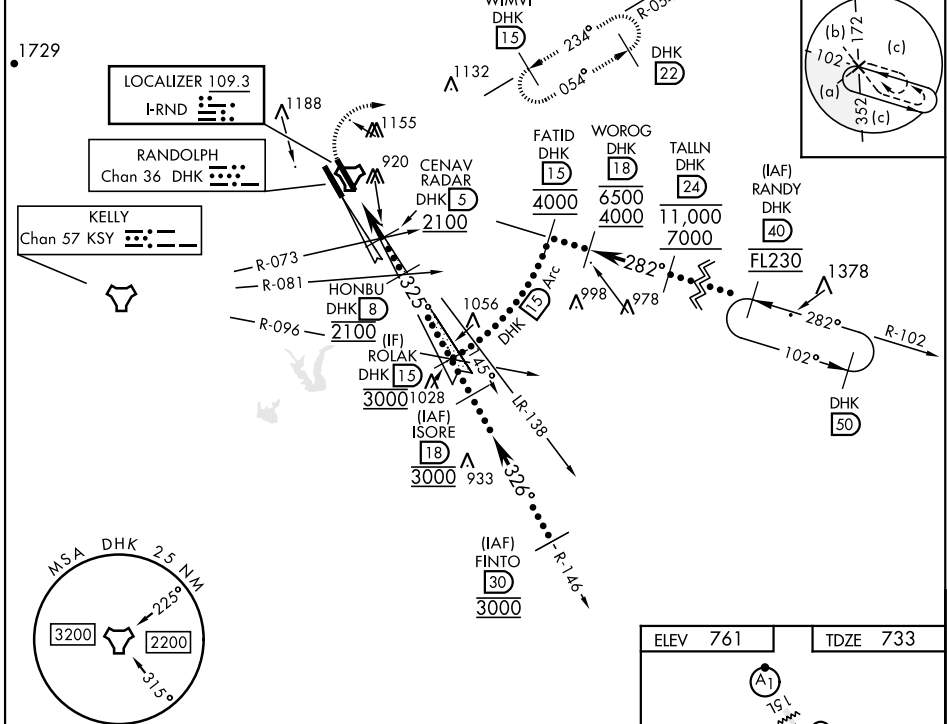 WIMVI
DHK
15
R-054
234°
054°
DHK
22
(b)
172
(c)
102
(a)
352
(c)
1729
LOCALIZER 109.3
I-RND
1188
1132
1155
RANDOLPH
Chan 36 DHK
920
CENAV
RADAR
DHK 5
2100
FATID
DHK
15
4000
WOROG
DHK
18
6500
4000
TALLN
DHK
24
11,000
7000
(IAF)
RANDY
DHK
40
FL230
KELLY
Chan 57 KSY
R-073
R-081
R-096
282°
1378
282°
R-102
102°
DHK
50
HONBU
DHK 8
2100
325°
1056
998
978
DHK 15 Arc
(IF)
ROLAK
DHK 15
3000
1028
145°
LR-138
(IAF)
ISORE
18
3000
933
326°
(IAF)
FINTO
30
3000
R-146
MSA DHK 25 NM
225°
3200
2200
315°
ELEV 761
TDZE 733
A1
15L